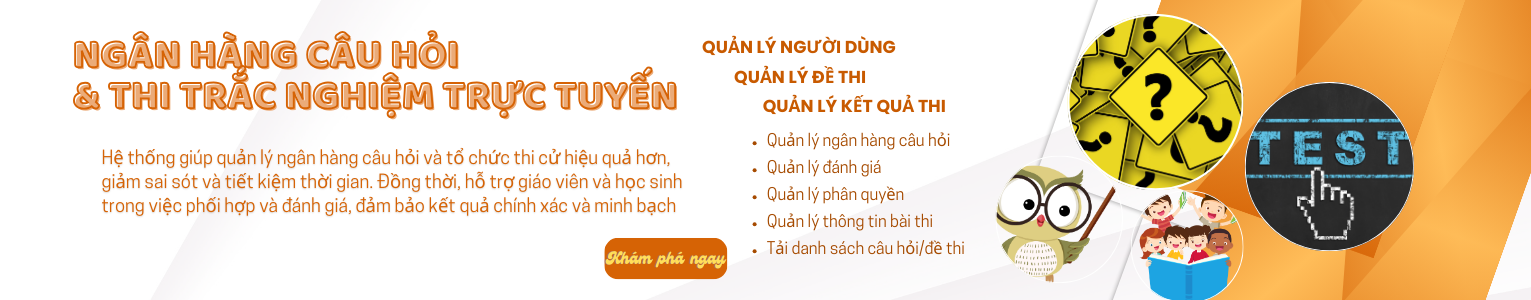 NGÂN HÀNG CÂU HỎI
& THI TRẮC NGHIỆM TRỰC TUYẾN
Hệ thống giúp quản lý ngân hàng câu hỏi và tổ chức thi cử hiệu quả hơn,
giảm sai sót và tiết kiệm thời gian. Đồng thời, hỗ trợ giáo viên và học sinh
trong việc phối hợp và đánh giá, đảm bảo kết quả chính xác và minh bạch
Khám phá ngay
QUẢN LÝ NGƯỜI DÙNG
QUẢN LÝ ĐỀ THI
QUẢN LÝ KẾT QUẢ THI
• Quản lý ngân hàng câu hỏi
• Quản lý đánh giá
• Quản lý phân quyền
• Quản lý thông tin bài thi
• Tải danh sách câu hỏi/đề thi
?
TEST